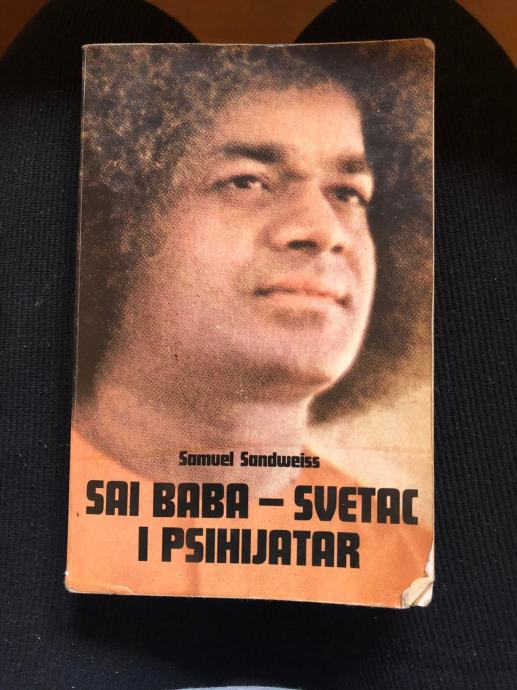 Samuel Sandweiss
SAI BABA – SVETAC
I PSIHIJATAR